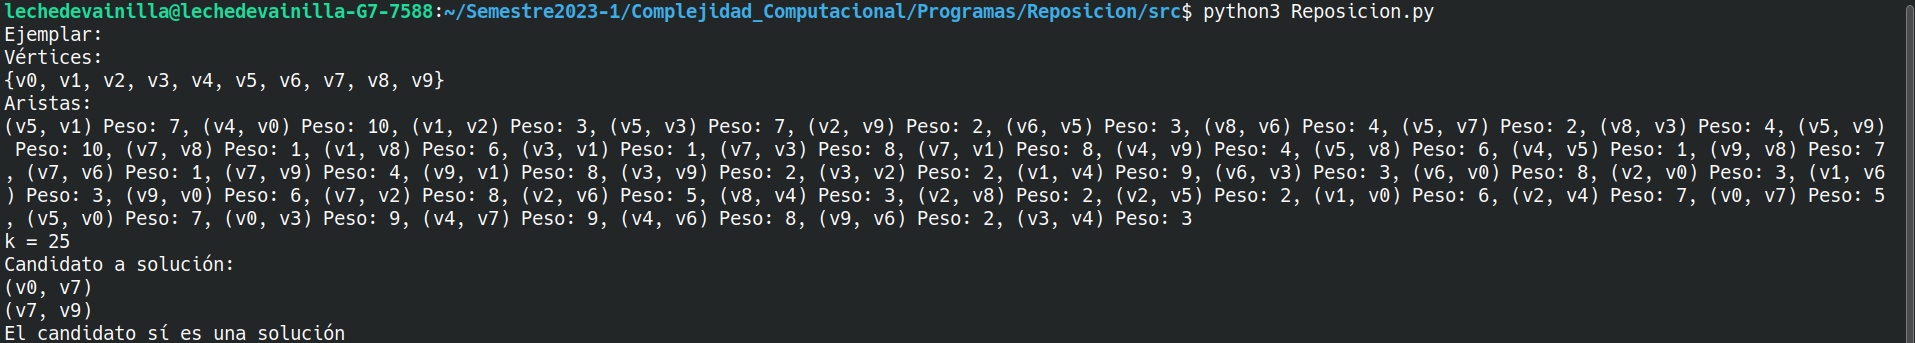 lechedevainilla@lechedevainilla-G7-7588:~/Semestre2023-1/Complejidad_Computacional/Programas/Reposicion/src$ python3 Reposicion.py
Ejemplar:
Vértices:
{v0, v1, v2, v3, v4, v5, v6, v7, v8, v9}
Aristas:
(v5, v1) Peso: 7, (v4, v0) Peso: 10, (v1, v2) Peso: 3, (v5, v3) Peso: 7, (v2, v9) Peso: 2, (v6, v5) Peso: 3, (v8, v6) Peso: 4, (v5, v7) Peso: 2, (v8, v3) Peso: 4, (v5, v9)
 Peso: 10, (v7, v8) Peso: 1, (v1, v8) Peso: 6, (v3, v1) Peso: 1, (v7, v3) Peso: 8, (v7, v1) Peso: 8, (v4, v9) Peso: 4, (v5, v8) Peso: 6, (v4, v5) Peso: 1, (v9, v8) Peso: 7
, (v7, v6) Peso: 1, (v7, v9) Peso: 4, (v9, v1) Peso: 8, (v3, v9) Peso: 2, (v3, v2) Peso: 2, (v1, v4) Peso: 9, (v6, v3) Peso: 3, (v6, v0) Peso: 8, (v2, v0) Peso: 3, (v1, v6
) Peso: 3, (v9, v0) Peso: 6, (v7, v2) Peso: 8, (v2, v6) Peso: 5, (v8, v4) Peso: 3, (v2, v8) Peso: 2, (v2, v5) Peso: 2, (v1, v0) Peso: 6, (v2, v4) Peso: 7, (v0, v7) Peso: 5
, (v5, v0) Peso: 7, (v0, v3) Peso: 9, (v4, v7) Peso: 9, (v4, v6) Peso: 8, (v9, v6) Peso: 2, (v3, v4) Peso: 3
k = 25
Candidato a solución:
(v0, v7)
(v7, v9)
El candidato sí es una solución